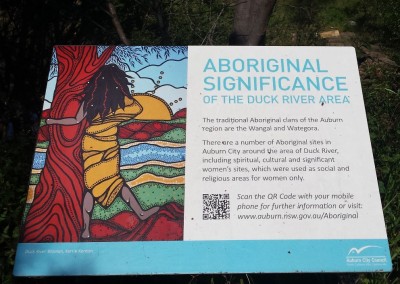 ABORIGINAL
SIGNIFICANCE
OF THE DUCK RIVER AREA
The traditional Aboriginal clans of the Auburn
region are the Wangal and Wategora.
There are a number of Aboriginal sites in
Auburn City around the area of Duck River,
including spiritual, cultural and significant
women's sites, which were used as social and
religious areas for women only.
Scan the QR Code with your mobile
phone for further information or visit:
www.auburn.nsw.gov.au/Aboriginal
Auburn City Council